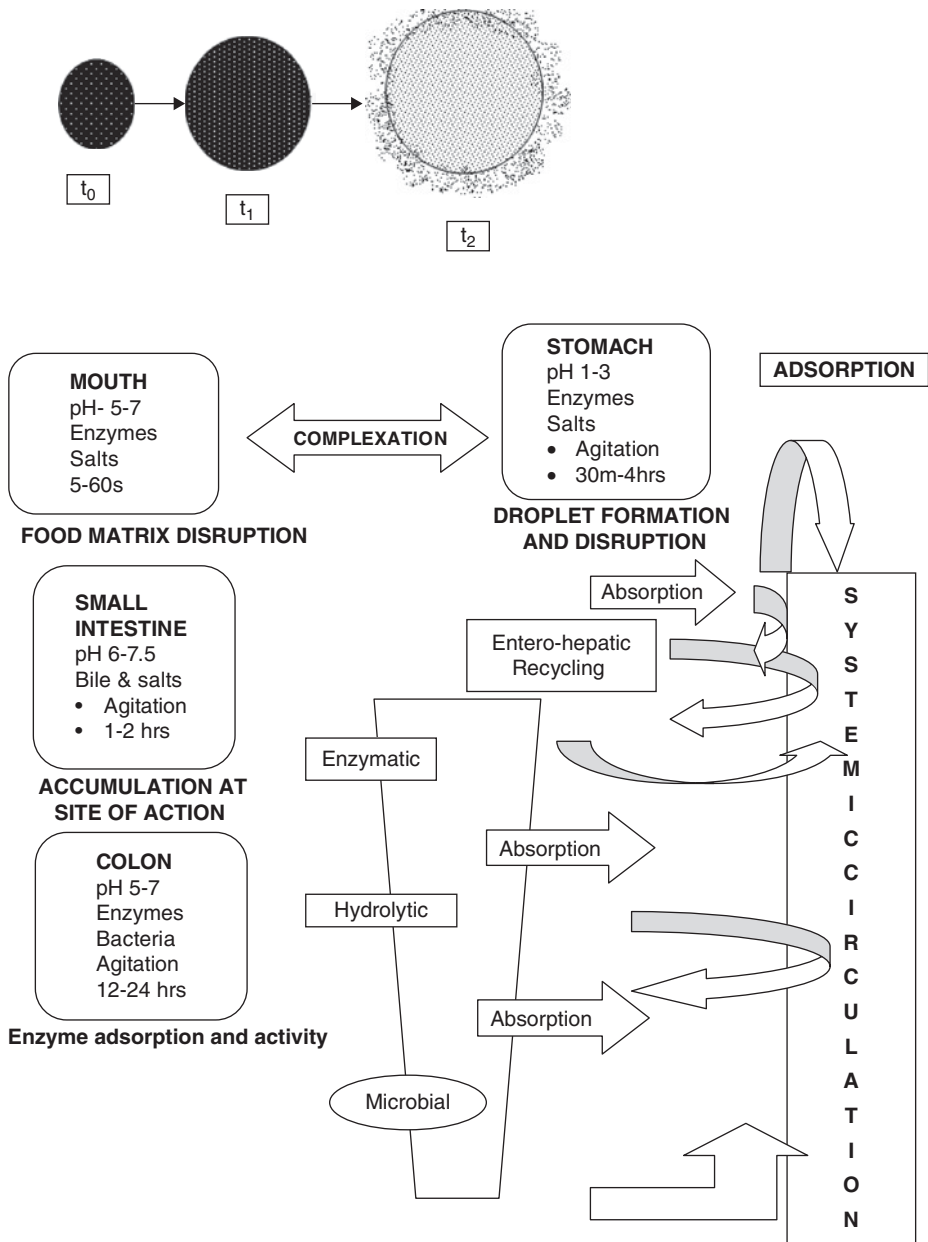 t0
t1
t2
MOUTH
pH- 5-7
Enzymes
Salts
5-60s
FOOD MATRIX DISRUPTION
COMPLEXATION
STOMACH
pH 1-3
Enzymes
Salts
• Agitation
• 30m-4hrs
DROPLET FORMATION
AND DISRUPTION
ADSORPTION
SMALL
INTESTINE
pH 6-7.5
Bile & salts
• Agitation
• 1-2 hrs
ACCUMULATION AT
SITE OF ACTION
COLON
pH 5-7
Enzymes
Bacteria
Agitation
12-24 hrs
Enzyme adsorption and activity
Absorption
Entero-hepatic
Recycling
Enzymatic
Absorption
Hydrolytic
Absorption
Microbial
SYSTEMICCIRCULATION